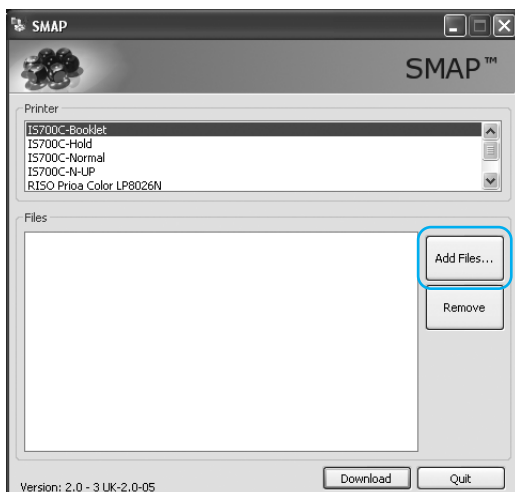 SMAP
SMAP™
Printer
IS700C-Booklet
IS700C-Hold
IS700C-Normal
IS700C-N-UP
RISO Prioa Color LP8026N
Files
Add Files...
Remove
Version: 2.0 - 3 UK-2.0-05
Download
Quit